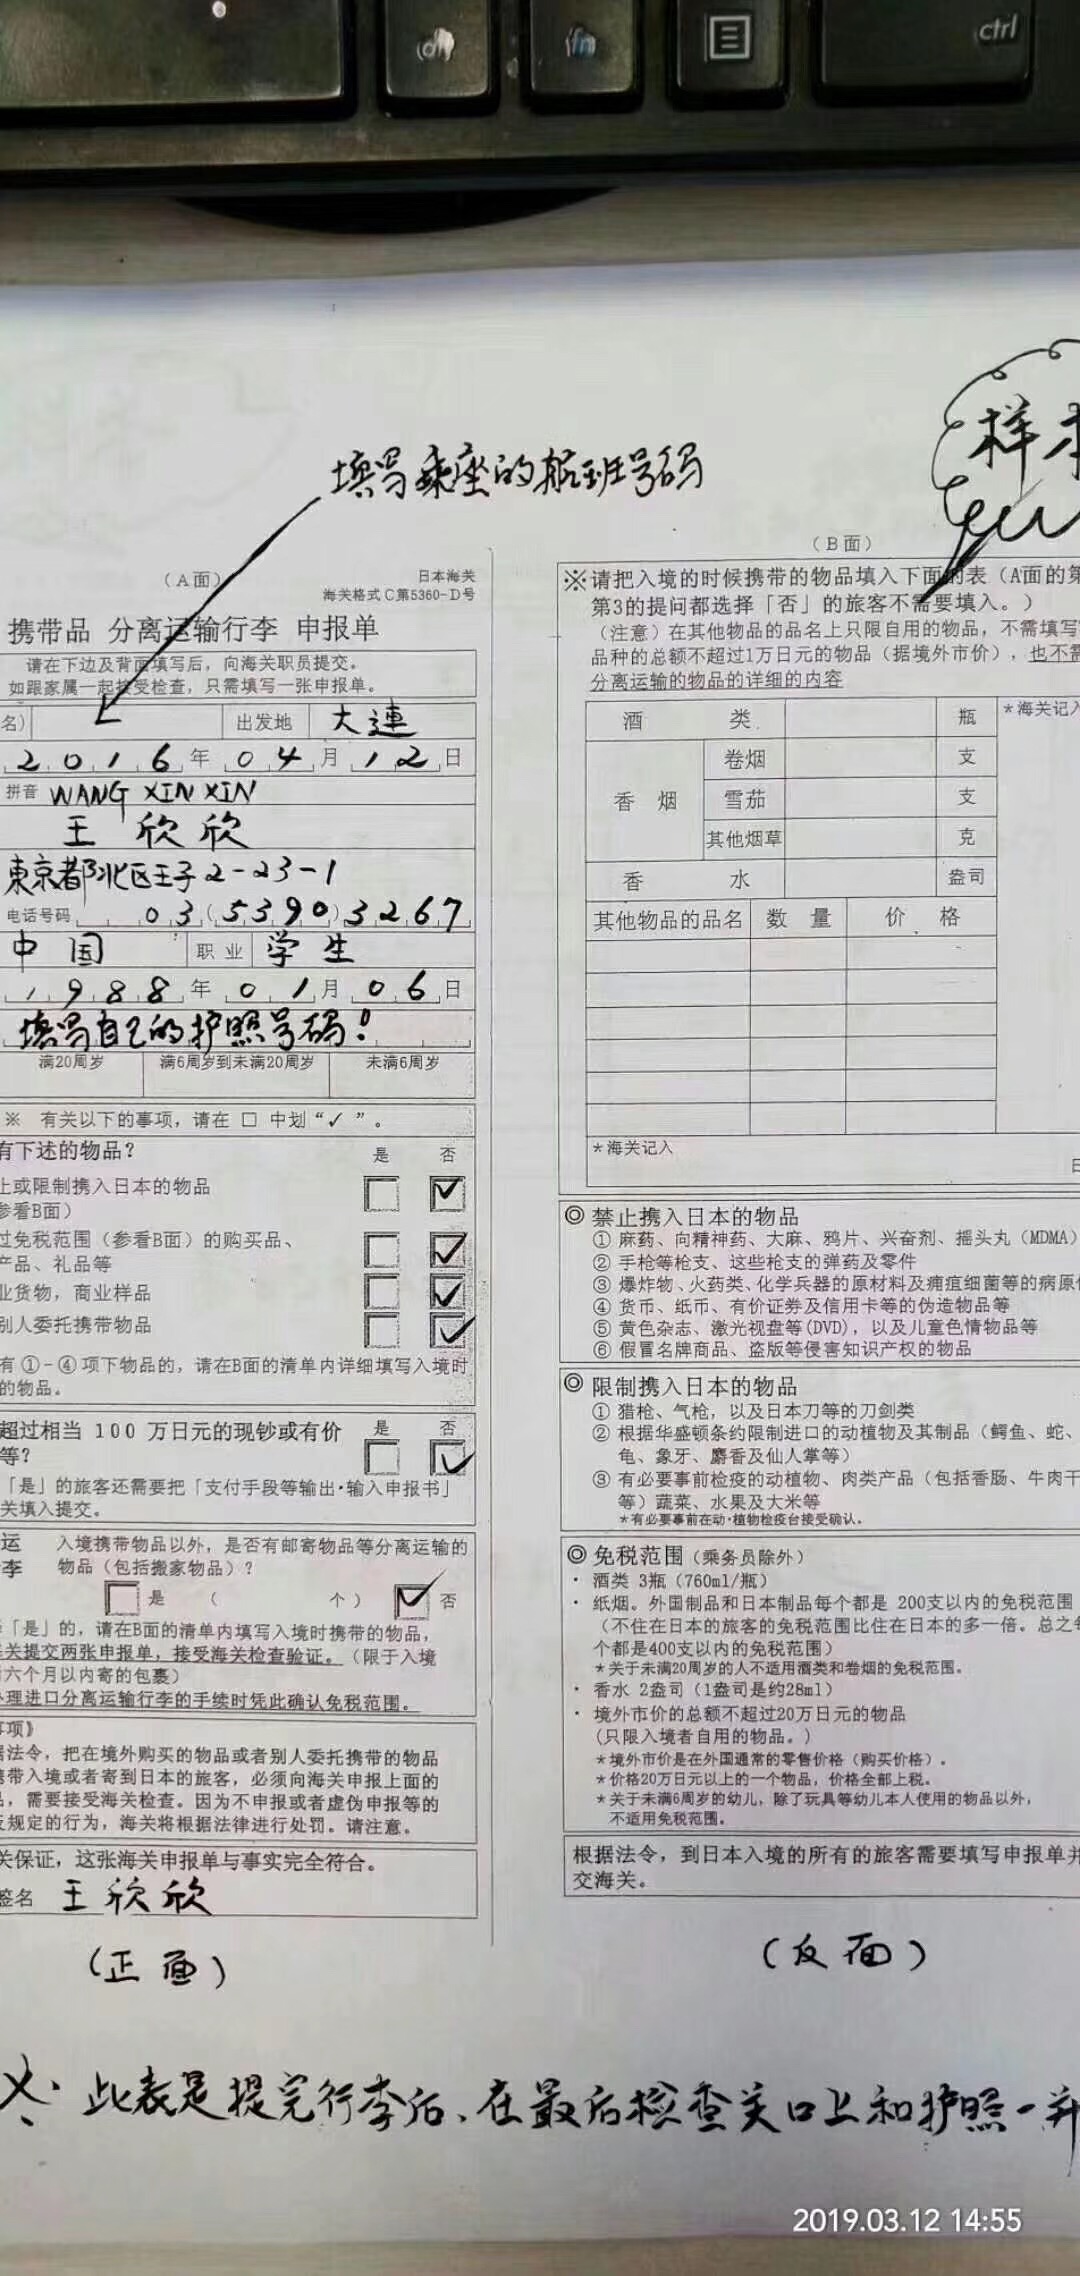 alt
fn
ctrl
样本
填写乘座的航班号码
（A面）
日本海关
海关格式C第5360-D号
携带品 分离运输行李 申报单
请在下边及背面填写后，向海关职员提交。
如跟家属一起接受检查，只需填写一张申报单。
名）
出发地 大連
2016年04月12日
拼音 WANG XIN XIN
王 欣欣
東京都北区王子2-23-1
电话号码 03(5390)3267
中国 职业 学生
1988年01月06日
填写自己的护照号码！
满20周岁 满6周岁到未满20周岁 未满6周岁
※ 有关以下的事项，请在 □ 中划“✓ ”。
有下述的物品？ 是 否
止或限制携入日本的物品
参看B面）
过免税范围（参看B面）的购买品、
产品、礼品等
业货物，商业样品
别人委托携带物品
有①-④项下物品的，请在B面的清单内详细填写入境时
的物品。
超过相当 100 万日元的现钞或有价 是 否
等？
「是」的旅客还需要把「支付手段等输出·输入申报书」
关填入提交。
运 入境携带物品以外，是否有邮寄物品等分离运输的
李 物品（包括搬家物品）？
是 （ 个） 否
「是」的，请在B面的清单内填写入境时携带的物品，
关提交两张申报单，接受海关检查验证。（限于入境
六个月以内寄的包裹）
办理进口分离运输行李的手续时凭此确认免税范围。
事项》
据法令，把在境外购买的物品或者别人委托携带的物品
携带入境或者寄到日本的旅客，必须向海关申报上面的
品，需要接受海关检查。因为不申报或者虚伪申报等的
反规定的行为，海关将根据法律进行处罚。请注意。
关保证，这张海关申报单与事实完全符合。
签名 王欣欣
（正面）
（B面）
※请把入境的时候携带的物品填入下面的表（A面的第
第3的提问都选择「否」的旅客不需要填入。）
（注意）在其他物品的品名上只限自用的物品，不需填写
品种的总额不超过1万日元的物品（据境外市价），也不需
分离运输的物品的详细的内容
酒 类 瓶 *海关记入
香 烟 卷烟 支
雪茄 支
其他烟草 克
香 水 盎司
其他物品的品名 数 量 价 格
*海关记入
日
◎ 禁止携入日本的物品
① 麻药、向精神药、大麻、鸦片、兴奋剂、摇头丸（MDMA）
② 手枪等枪支、这些枪支的弹药及零件
③ 爆炸物、火药类、化学兵器的原材料及痈疽细菌等的病原
④ 货币、纸币、有价证券及信用卡等的伪造物品等
⑤ 黄色杂志、激光视盘等(DVD)，以及儿童色情物品等
⑥ 假冒名牌商品、盗版等侵害知识产权的物品
◎ 限制携入日本的物品
① 猎枪、气枪，以及日本刀等的刀剑类
② 根据华盛顿条约限制进口的动植物及其制品（鳄鱼、蛇、
龟、象牙、麝香及仙人掌等）
③ 有必要事前检疫的动植物、肉类产品（包括香肠、牛肉干
等）蔬菜、水果及大米等
*有必要事前在动·植物检疫台接受确认。
◎ 免税范围（乘务员除外）
· 酒类 3瓶（760ml/瓶）
· 纸烟。外国制品和日本制品每个都是 200支以内的免税范围
（不住在日本的旅客的免税范围比住在日本的多一倍。总之每
个都是400支以内的免税范围）
*关于未满20周岁的人不适用酒类和卷烟的免税范围。
· 香水 2盎司（1盎司是约28ml）
· 境外市价的总额不超过20万日元的物品
（只限入境者自用的物品。）
*境外市价是在外国通常的零售价格（购买价格）。
*价格20万日元以上的一个物品，价格全部上税。
*关于未满6周岁的幼儿，除了玩具等幼儿本人使用的物品以外，
不适用免税范围。
根据法令，到日本入境的所有的旅客需要填写申报单并
交海关。
（反面）
此表是提完行李后、在最后检查关口上和护照一并
2019.03.12 14:55